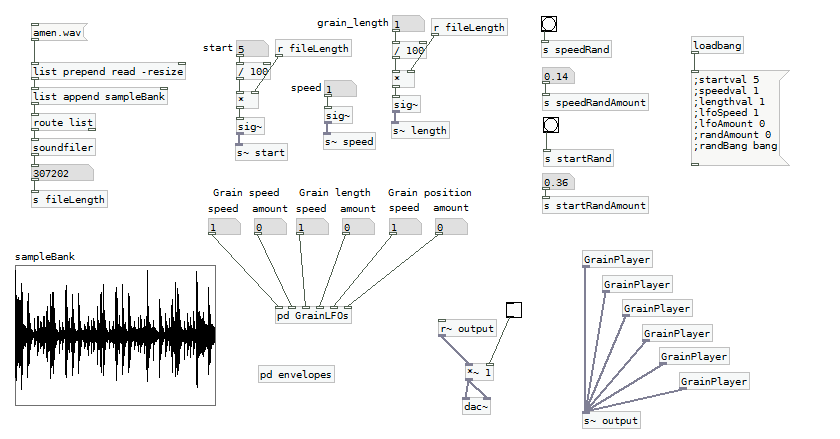 amen.wav
list prepend read -resize
list append sampleBank
route list
soundfiler
307202
s fileLength
start
5
r fileLength
/ 100
*
sig~
s~ start
speed
1
sig~
s~ speed
grain_length
1
r fileLength
/ 100
*
sig~
s~ length
s speedRand
0.14
s speedRandAmount
s startRand
0.36
s startRandAmount
loadbang
;startval 5
;speedval 1
;lengthval 1
;lfoSpeed 1
;lfoAmount 0
;randAmount 0
;randBang bang
Grain speed
Grain length
Grain position
speed
amount
speed
amount
speed
amount
1
0
1
0
1
0
pd GrainLFOs
sampleBank
pd envelopes
r~ output
*~ 1
dac~
GrainPlayer
GrainPlayer
GrainPlayer
GrainPlayer
GrainPlayer
GrainPlayer
s~ output